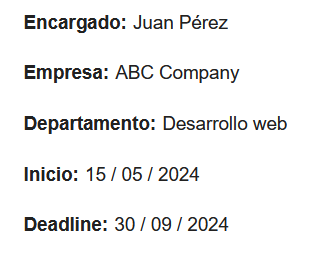 Encargado: Juan Pérez
Empresa: ABC Company
Departamento: Desarrollo web
Inicio: 15 / 05 / 2024
Deadline: 30 / 09 / 2024